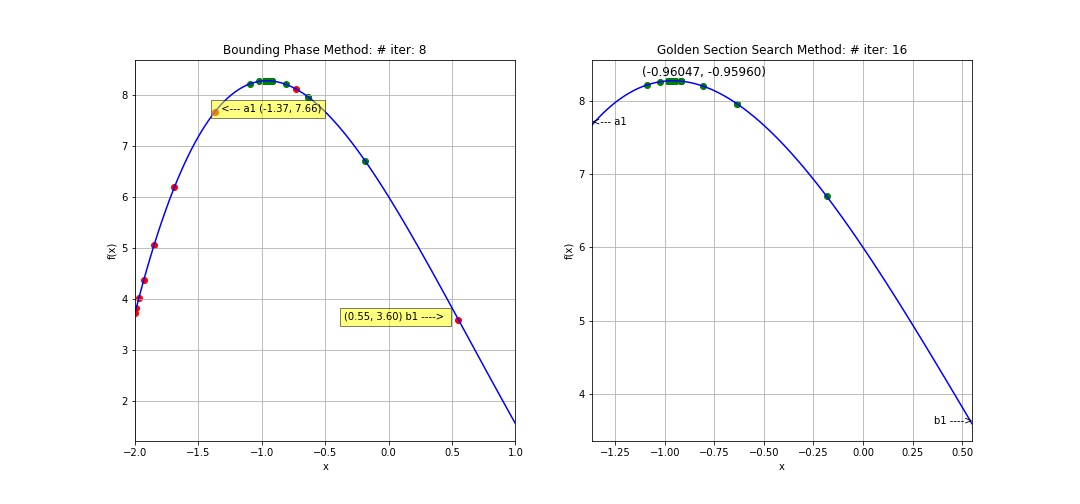 Bounding Phase Method: # iter: 8
f(x)
8
7
6
5
4
3
2
<--- a1 (-1.37, 7.66)
(0.55, 3.60) b1 ---->
−2.0 −1.5 −1.0 −0.5 0.0 0.5 1.0
x
Golden Section Search Method: # iter: 16
(-0.96047, -0.95960)
f(x)
8
7
6
5
4
<--- a1
b1 ---->
−1.25 −1.00 −0.75 −0.50 −0.25 0.00 0.25 0.50
x